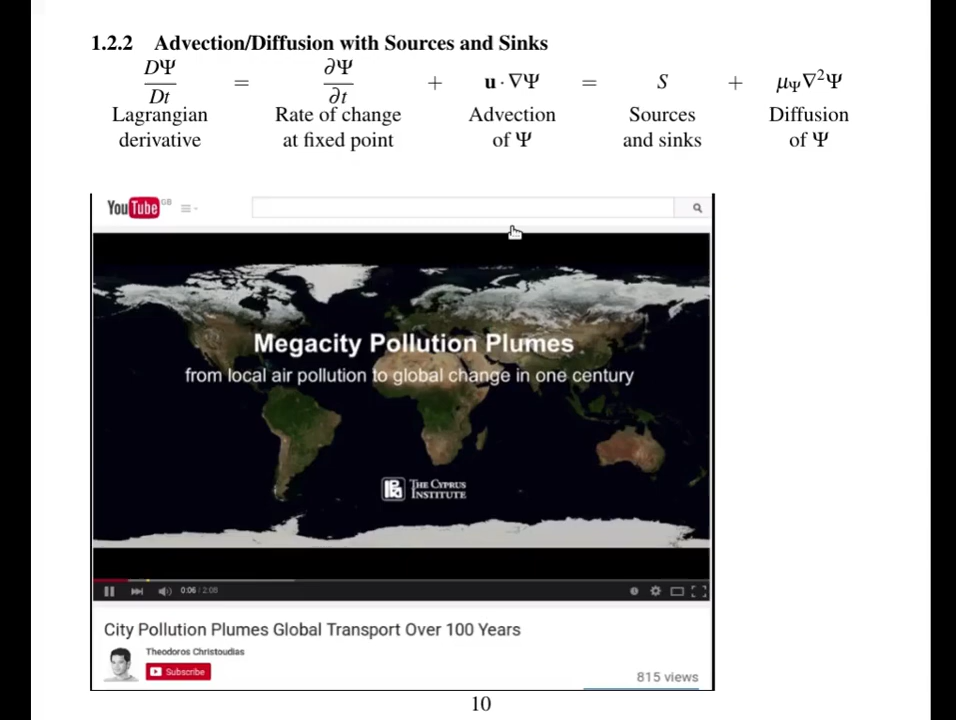 1.2.2 Advection/Diffusion with Sources and Sinks
DΨ/Dt = ∂Ψ/∂t + u · ∇Ψ = S + μ_Ψ∇²Ψ
Lagrangian Rate of change Advection Sources Diffusion
derivative at fixed point of Ψ and sinks of Ψ
YouTube GB
Megacity Pollution Plumes
from local air pollution to global change in one century
THE CYPRUS
INSTITUTE
0:06 / 2:08
City Pollution Plumes Global Transport Over 100 Years
Theodoros Christoudias
Subscribe
815 views
10